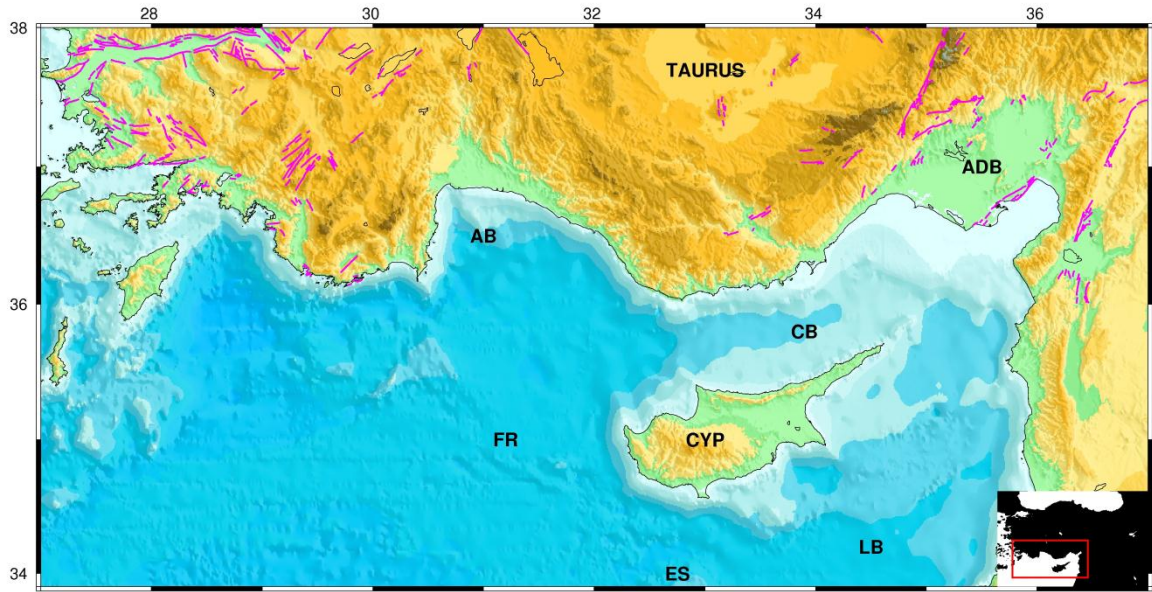 28 30 32 34 36
38
TAURUS
ADB
AB
36
CB
FR CYP
LB
34 ES